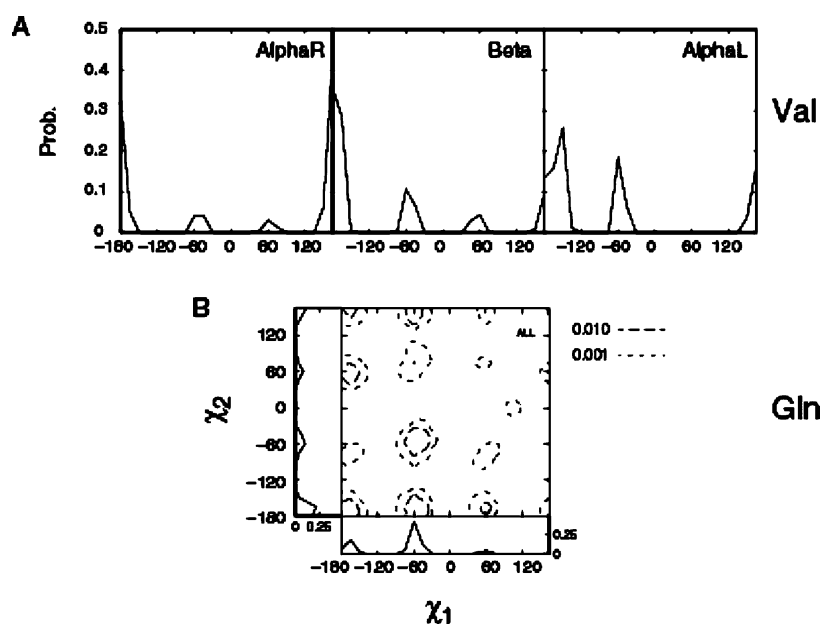 A
AlphaR Beta AlphaL
Val
Prob.
0.5
0.4
0.3
0.2
0.1
0
−180 −120 −60 0 60 120 −120 −60 0 60 120 −120 −60 0 60 120
B
ALL
0.010
0.001
Gln
χ2
120
60
0
−60
−120
−180
0 0.25
0.25
0
−180 −120 −60 0 60 120
χ1